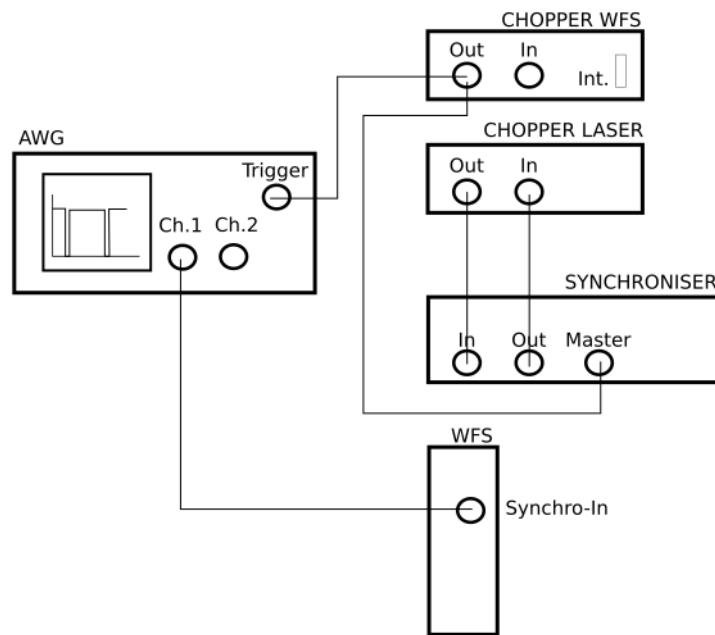 CHOPPER WFS
Out In
Int.
CHOPPER LASER
Out In
AWG
Trigger
Ch.1 Ch.2
SYNCHRONISER
In Out Master
WFS
Synchro-In